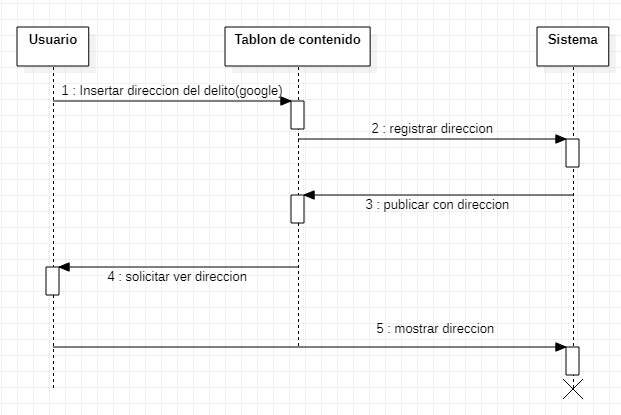 Usuario
Tablon de contenido
Sistema
1 : Insertar direccion del delito(google)
2 : registrar direccion
3 : publicar con direccion
4 : solicitar ver direccion
5 : mostrar direccion